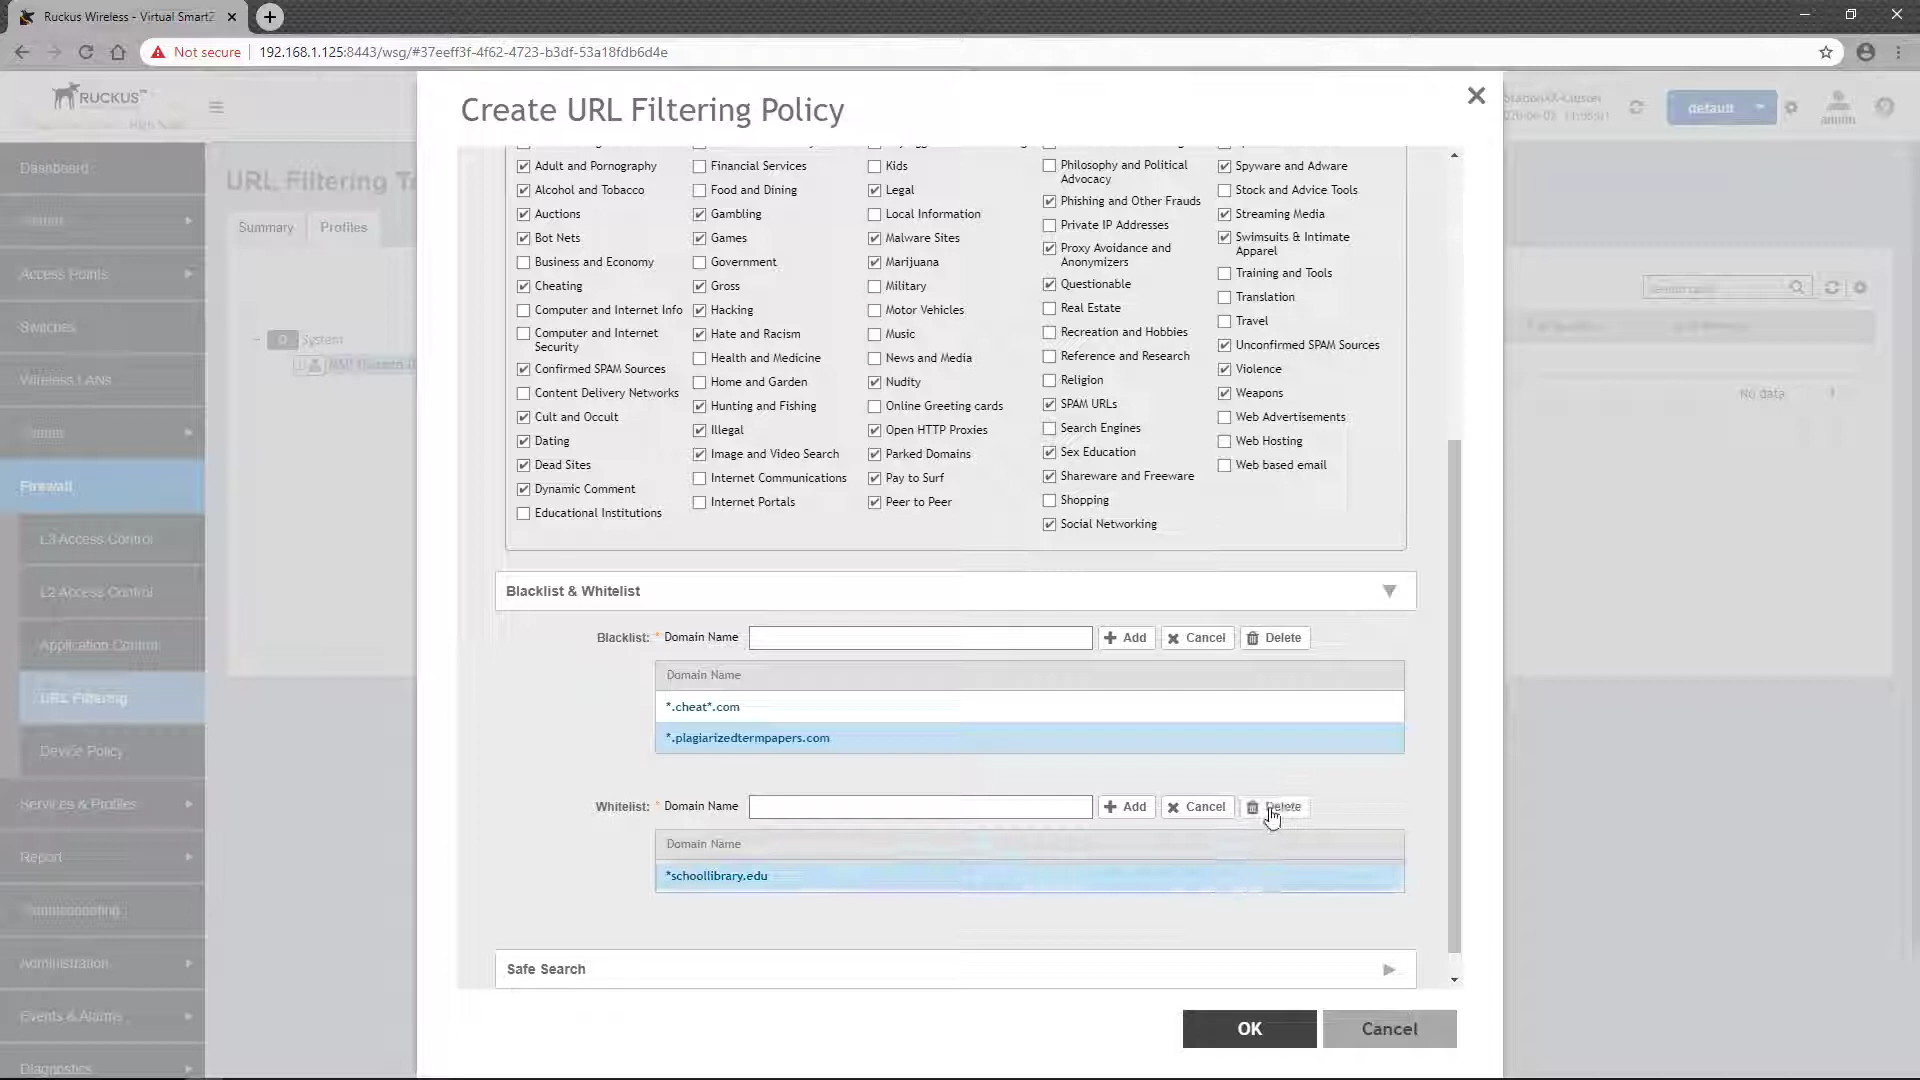 Ruckus Wireless - Virtual SmartZ
Not secure
192.168.1.125:8443/wsg/#37eeff3f-4f62-4723-b3df-53a18fdb6d4e
RUCKUS™
default
admin
Create URL Filtering Policy
Dashboard
Access Points
Switches
Wireless LANs
Firewall
L3 Access Control
L2 Access Control
Application Control
URL Filtering
Device Policy
Services & Profiles
Report
Administration
Events & Alarms
Diagnostics
Summary
Profiles
System
No data
Adult and Pornography
Alcohol and Tobacco
Auctions
Bot Nets
Business and Economy
Cheating
Computer and Internet Info
Computer and Internet
Security
Confirmed SPAM Sources
Content Delivery Networks
Cult and Occult
Dating
Dead Sites
Dynamic Comment
Educational Institutions
Financial Services
Food and Dining
Gambling
Games
Government
Gross
Hacking
Hate and Racism
Health and Medicine
Home and Garden
Hunting and Fishing
Illegal
Image and Video Search
Internet Communications
Internet Portals
Kids
Legal
Local Information
Malware Sites
Marijuana
Military
Motor Vehicles
Music
News and Media
Nudity
Online Greeting cards
Open HTTP Proxies
Parked Domains
Pay to Surf
Peer to Peer
Philosophy and Political
Advocacy
Phishing and Other Frauds
Private IP Addresses
Proxy Avoidance and
Anonymizers
Questionable
Real Estate
Recreation and Hobbies
Reference and Research
Religion
SPAM URLs
Search Engines
Sex Education
Shareware and Freeware
Shopping
Social Networking
Spyware and Adware
Stock and Advice Tools
Streaming Media
Swimsuits & Intimate
Apparel
Training and Tools
Translation
Travel
Unconfirmed SPAM Sources
Violence
Weapons
Web Advertisements
Web Hosting
Web based email
Blacklist & Whitelist
Blacklist: * Domain Name Add Cancel Delete
Domain Name
*.cheat*.com
*.plagiarizedtermpapers.com
Whitelist: * Domain Name Add Cancel Delete
Domain Name
*schoollibrary.edu
Safe Search
OK Cancel